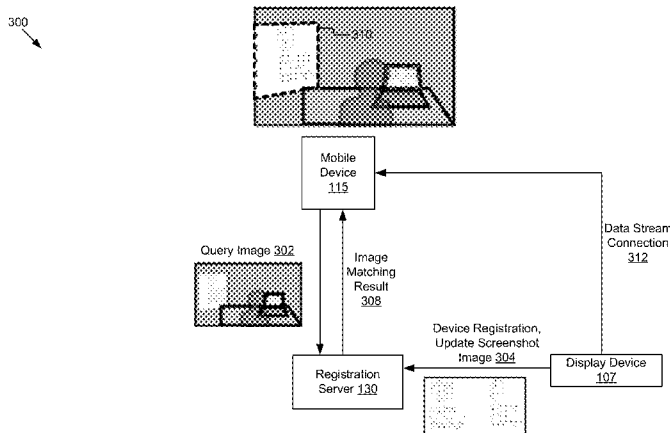 300
310
Mobile
Device
115
Query Image 302
Image
Matching
Result
308
Data Stream
Connection
312
Device Registration,
Update Screenshot
Image 304
Registration
Server 130
Display Device
107